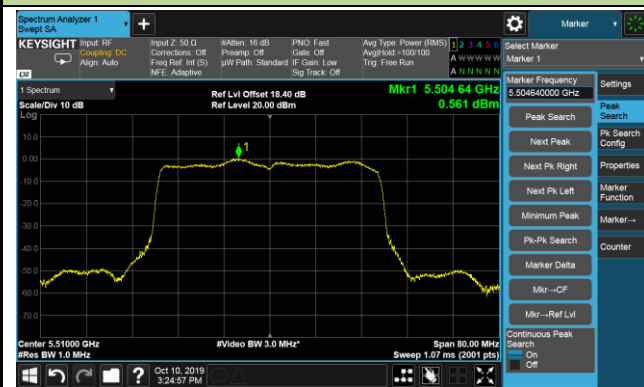 Spectrum Analyzer 1
Swept SA
Marker
KEYSIGHT
Input: RF
Coupling: DC
Align: Auto
Input Z: 50 Ω
Corrections: Off
Freq Ref: Int (S)
NFE: Adaptive
#Atten: 16 dB
Preamp: Off
µW Path: Standard
PNO: Fast
Gate: Off
IF Gain: Low
Sig Track: Off
Avg Type: Power (RMS)
Avg|Hold:>100/100
Trig: Free Run
1 2 3 4 5 6
A W W W W W
A N N N N N
LXI
Select Marker
Marker 1
1 Spectrum
Scale/Div 10 dB
Log
Ref Lvl Offset 18.40 dB
Ref Level 20.00 dBm
Mkr1 5.504 64 GHz
0.561 dBm
10.0
0.00
-10.0
-20.0
-30.0
-40.0
-50.0
-60.0
-70.0
1
Center 5.51000 GHz
#Res BW 1.0 MHz
#Video BW 3.0 MHz*
Span 80.00 MHz
Sweep 1.07 ms (2001 pts)
Marker Frequency
5.504640000 GHz
Peak Search
Next Peak
Next Pk Right
Next Pk Left
Minimum Peak
Pk-Pk Search
Marker Delta
Mkr→CF
Mkr→Ref Lvl
Continuous Peak
Search
On
Off
Settings
Peak
Search
Pk Search
Config
Properties
Marker
Function
Marker→
Counter
?
Oct 10, 2019
3:24:57 PM